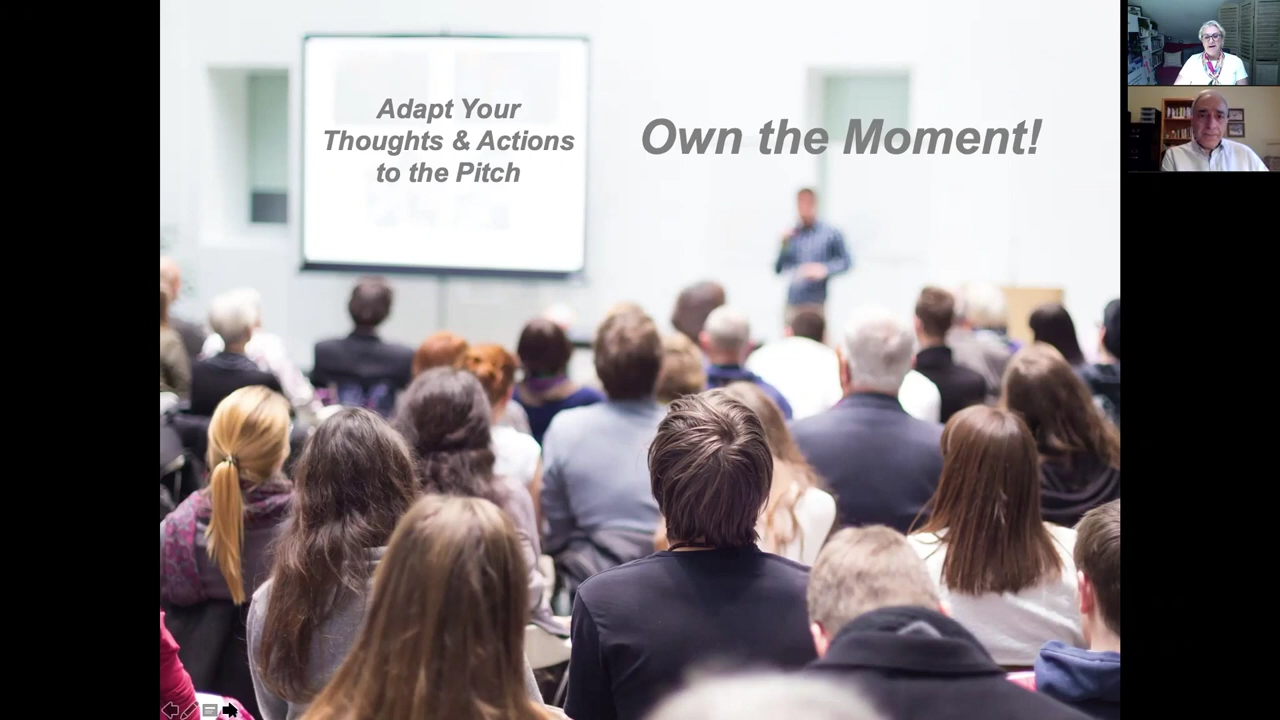 Adapt Your
Thoughts & Actions
to the Pitch
Own the Moment!